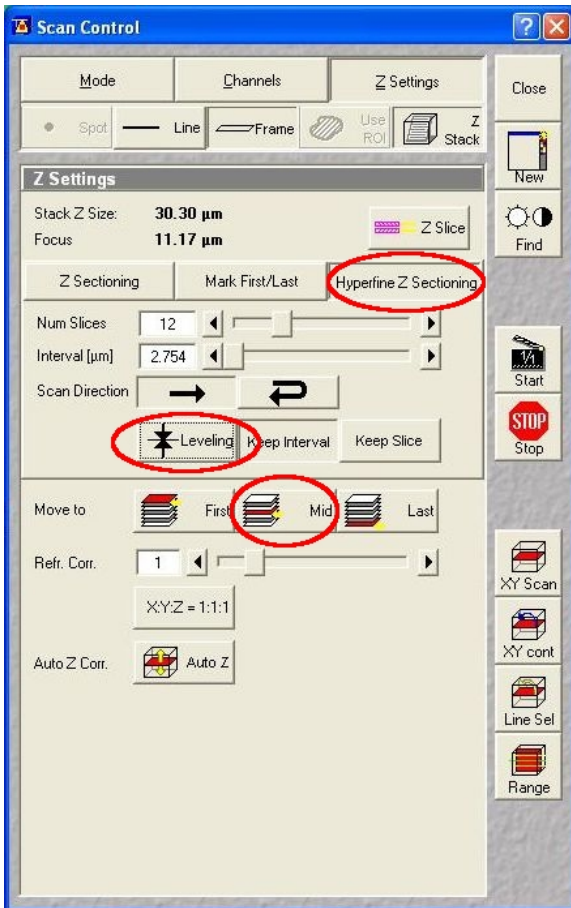 Scan Control
Mode
Channels
Z Settings
Close
Spot
Line
Frame
Use ROI
Z Stack
New
Z Settings
Stack Z Size: 30.30 µm
Z Slice
Focus 11.17 µm
Find
Z Sectioning
Mark First/Last
Hyperfine Z Sectioning
Num Slices 12
Interval [µm] 2.754
1/1
Start
Scan Direction
STOP
Stop
Leveling
Keep Interval
Keep Slice
Move to
First
Mid
Last
Refr. Corr. 1
XY Scan
X:Y:Z = 1:1:1
XY cont
Auto Z Corr.
Auto Z
Line Sel
Range